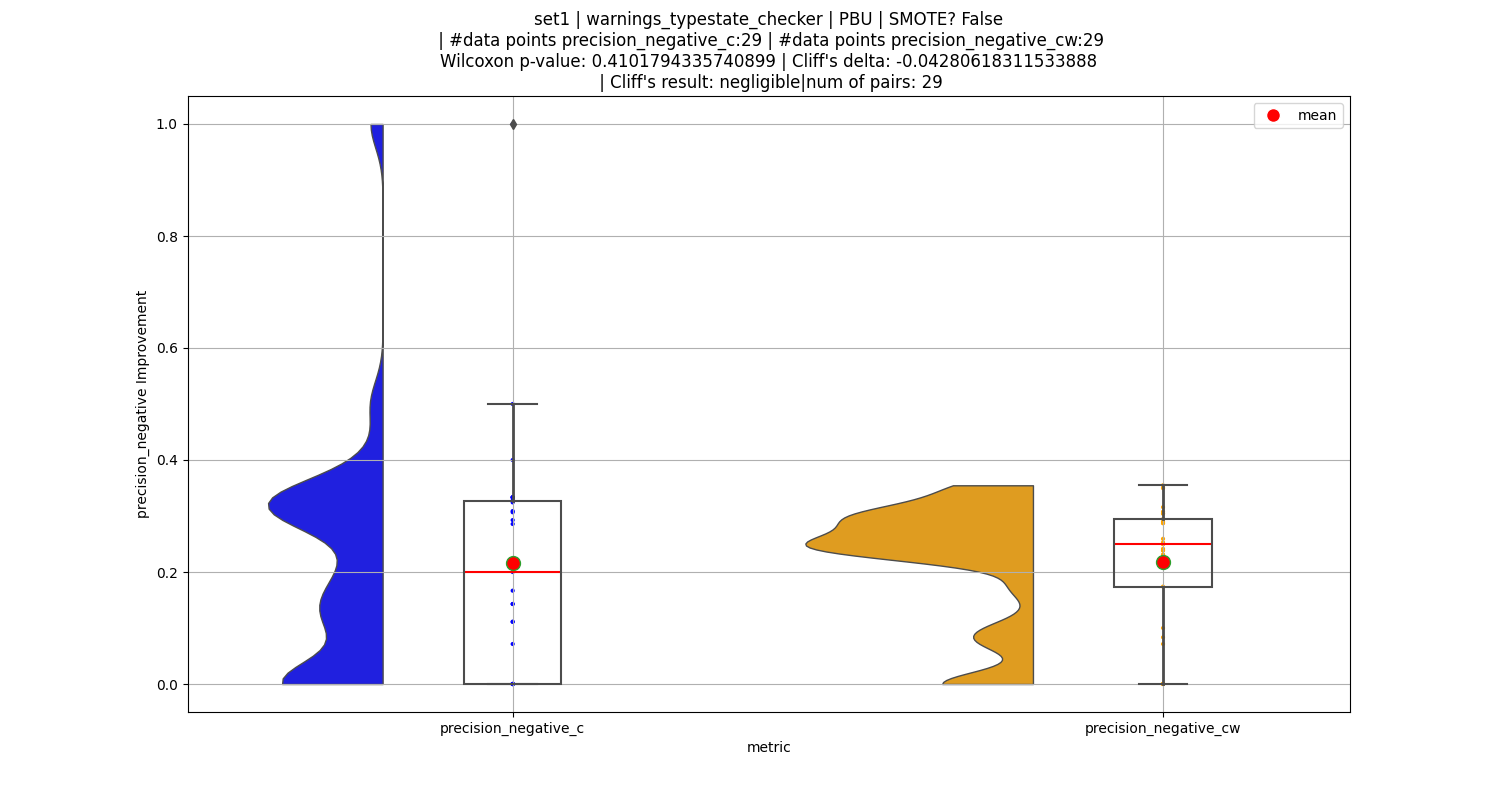 set1 | warnings_typestate_checker | PBU | SMOTE? False
| #data points precision_negative_c:29 | #data points precision_negative_cw:29
Wilcoxon p-value: 0.4101794335740899 | Cliff's delta: -0.04280618311533888
| Cliff's result: negligible|num of pairs: 29
mean
1.0
0.8
0.6
0.4
0.2
0.0
precision_negative Improvement
precision_negative_c
precision_negative_cw
metric